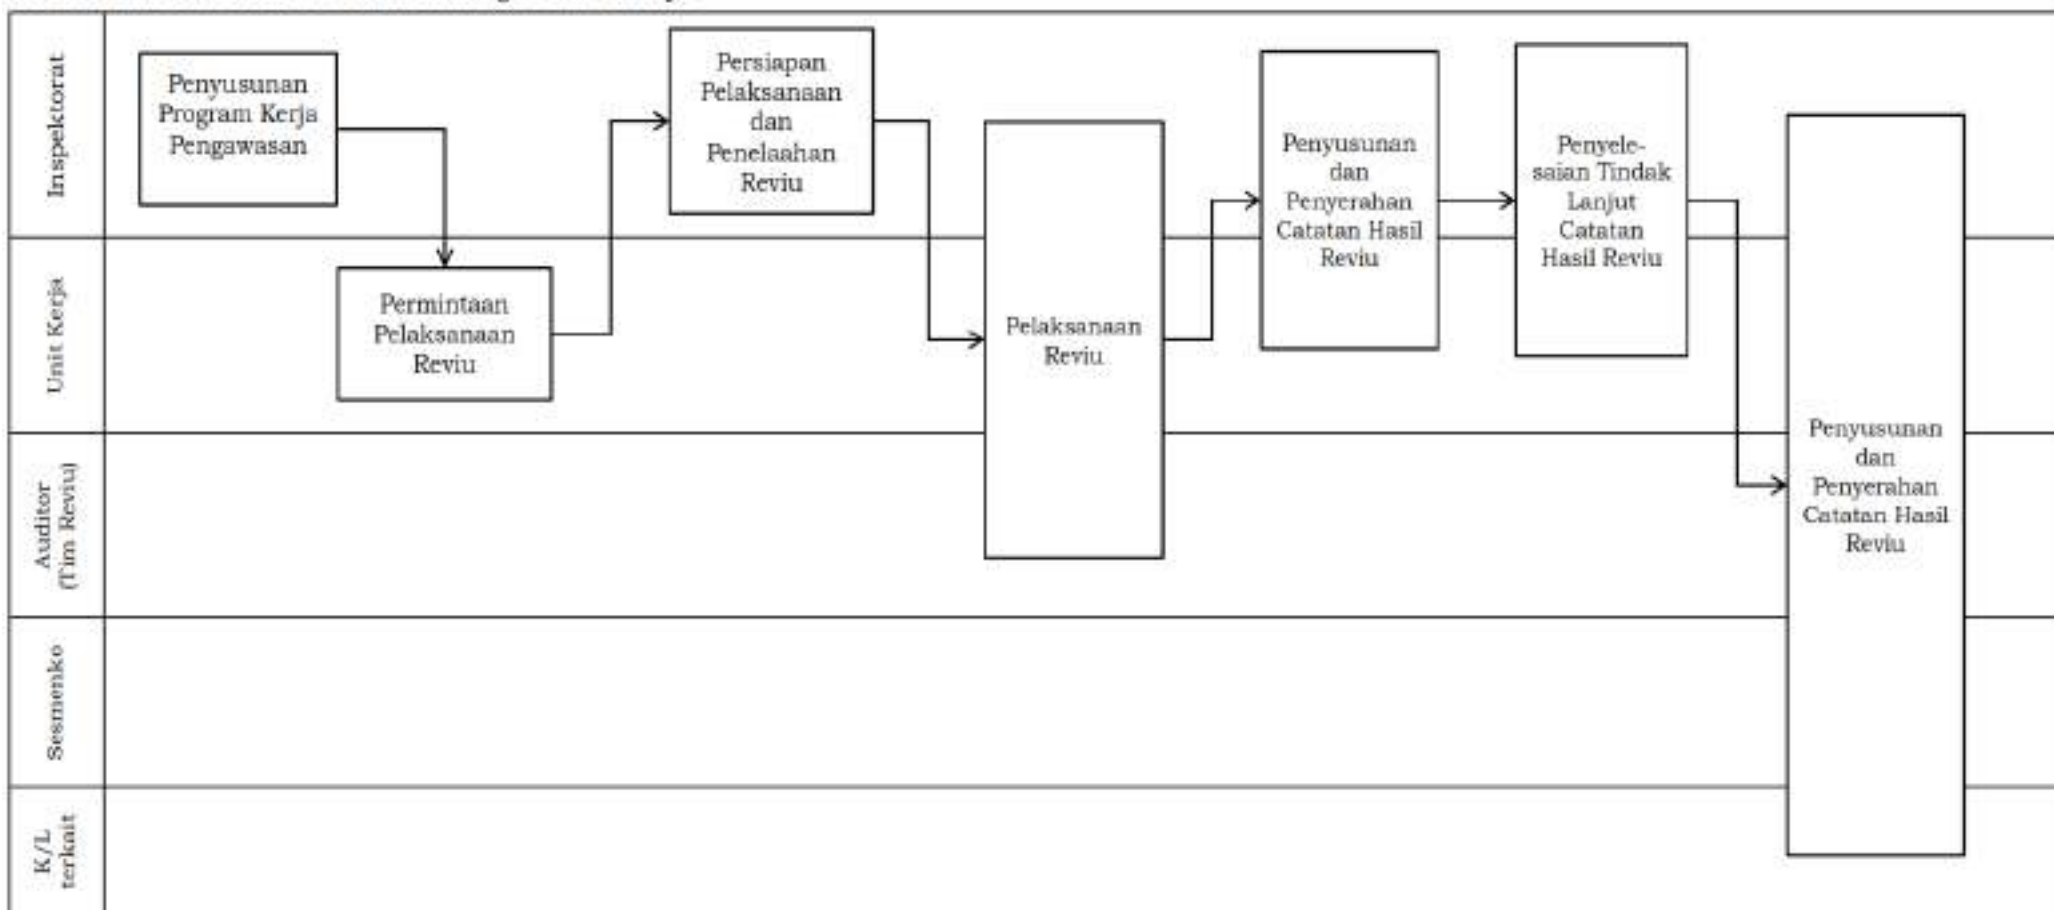 Inspektorat
Penyusunan
Program Kerja
Pengawasan
Persiapan
Pelaksanaan
dan
Penelaahan
Reviu
Penyusunan
dan
Penyerahan
Catatan Hasil
Reviu
Penyele-
saian Tindak
Lanjut
Catatan
Hasil Reviu
Unit Kerja
Permintaan
Pelaksanaan
Reviu
Pelaksanaan
Reviu
Penyusunan
dan
Penyerahan
Catatan Hasil
Reviu
Auditor
(Tim Reviu)
Sesmenko
K/L
terkait